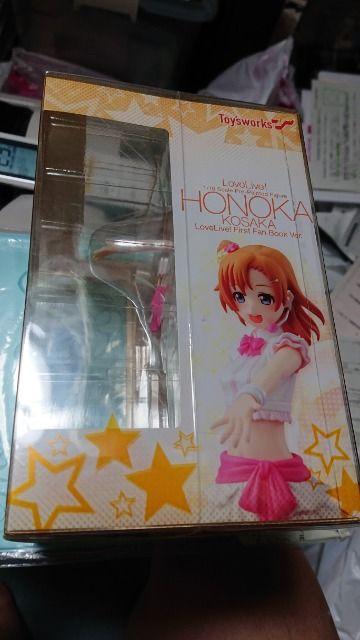 Toysworks
LoveLive!
1/10 Scale Pre-Painted Figure
HONOKA
KOSAKA
LoveLive! First Fan Book Ver.